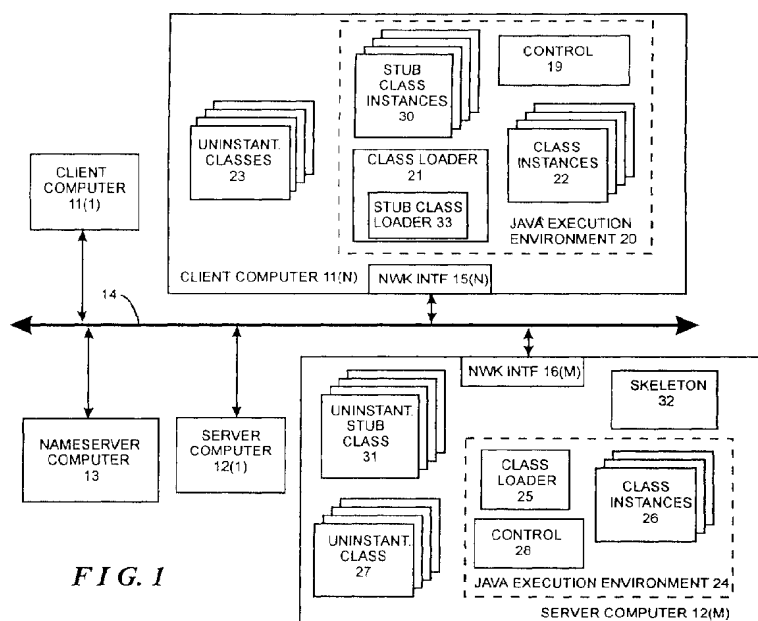 STUB
CLASS
INSTANCES
30
CONTROL
19
UNINSTANT.
CLASSES
23
CLASS LOADER
21
STUB CLASS
LOADER 33
CLASS
INSTANCES
22
JAVA EXECUTION
ENVIRONMENT 20
CLIENT COMPUTER 11(N)
NWK INTF 15(N)
CLIENT
COMPUTER
11(1)
14
NAMESERVER
COMPUTER
13
SERVER
COMPUTER
12(1)
NWK INTF 16(M)
UNINSTANT.
STUB
CLASS
31
SKELETON
32
UNINSTANT.
CLASS
27
CLASS
LOADER
25
CLASS
INSTANCES
26
CONTROL
28
JAVA EXECUTION ENVIRONMENT 24
SERVER COMPUTER 12(M)
FIG. 1